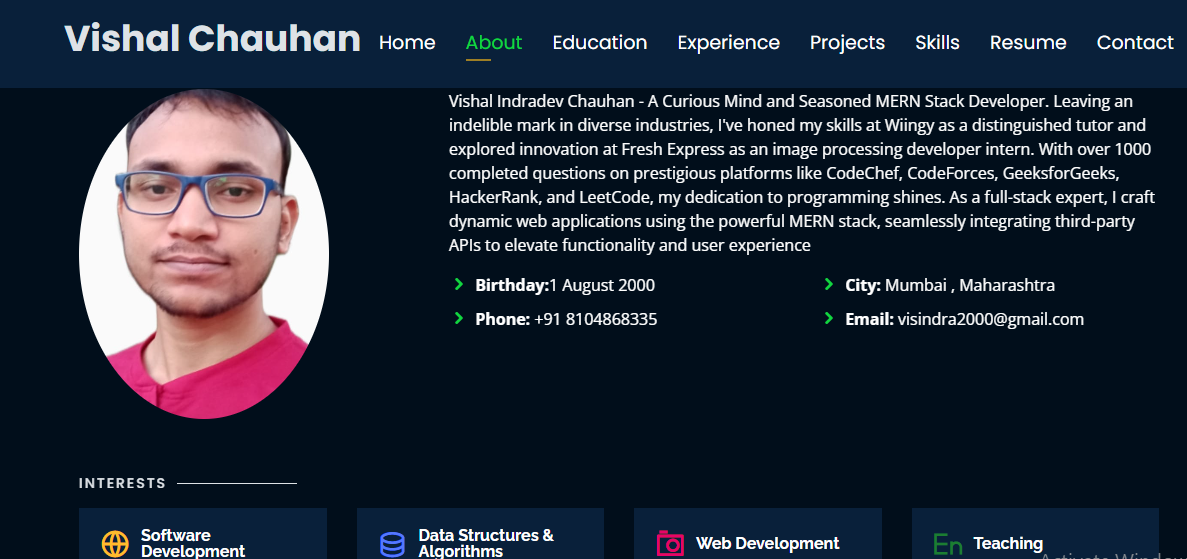 Vishal Chauhan Home About Education Experience Projects Skills Resume Contact
Vishal Indradev Chauhan - A Curious Mind and Seasoned MERN Stack Developer. Leaving an
indelible mark in diverse industries, I've honed my skills at Wiingy as a distinguished tutor and
explored innovation at Fresh Express as an image processing developer intern. With over 1000
completed questions on prestigious platforms like CodeChef, CodeForces, GeeksforGeeks,
HackerRank, and LeetCode, my dedication to programming shines. As a full-stack expert, I craft
dynamic web applications using the powerful MERN stack, seamlessly integrating third-party
APIs to elevate functionality and user experience
Birthday:1 August 2000 City: Mumbai , Maharashtra
Phone: +91 8104868335 Email: visindra2000@gmail.com
INTERESTS
Software
Development
Data Structures &
Algorithms
Web Development
En Teaching
Activate Window